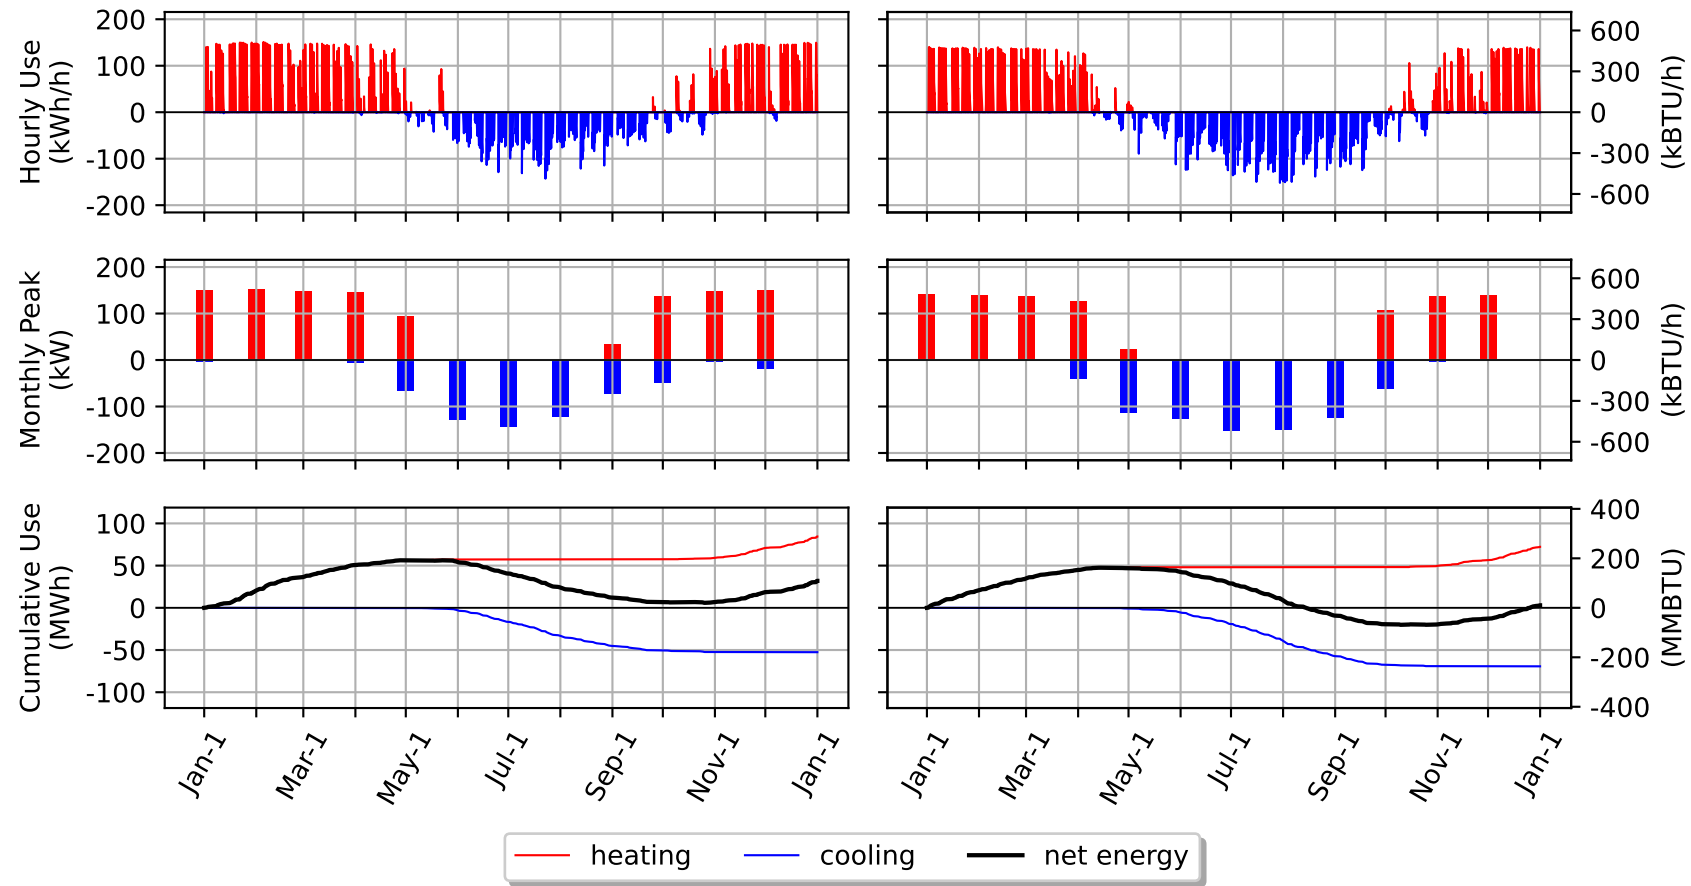 Hourly Use
(kWh/h)
200
100
0
-100
-200
600
300
0
-300
-600
(kBTU/h)
Monthly Peak
(kW)
200
100
0
-100
-200
600
300
0
-300
-600
(kBTU/h)
Cumulative Use
(MWh)
100
50
0
-50
-100
400
200
0
-200
-400
(MMBTU)
Jan-1
Mar-1
May-1
Jul-1
Sep-1
Nov-1
Jan-1
Jan-1
Mar-1
May-1
Jul-1
Sep-1
Nov-1
Jan-1
heating cooling net energy